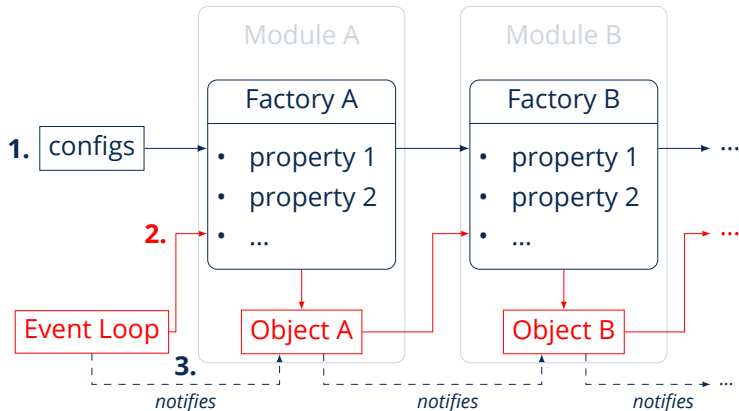 Module A
Module B
Factory A
Factory B
1.
configs
• property 1
• property 2
• ...
• property 1
• property 2
• ...
...
2.
...
Event Loop
Object A
Object B
3.
...
notifies
notifies
notifies